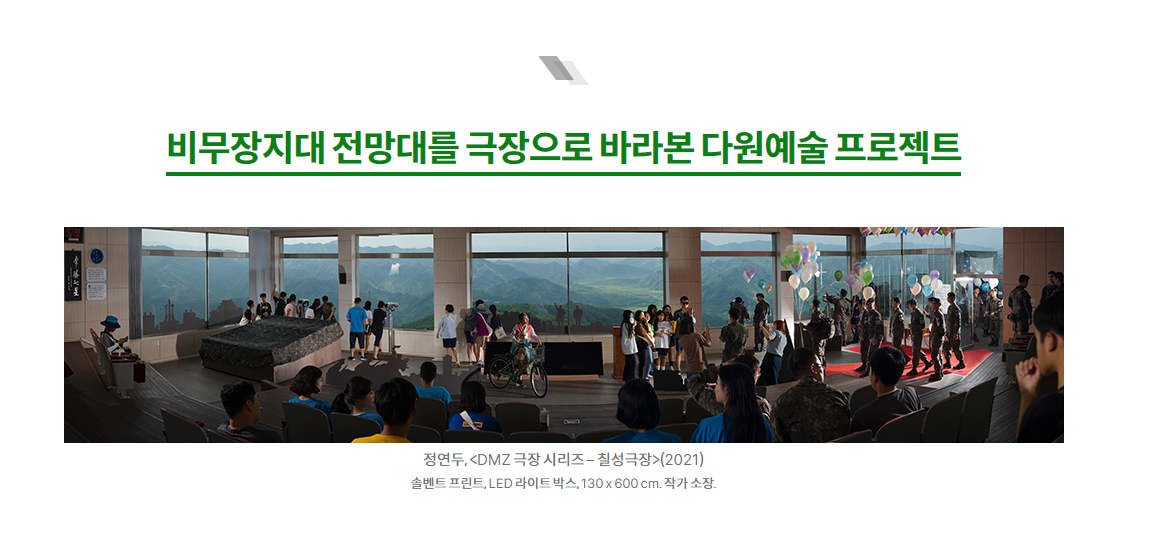 비무장지대 전망대를 극장으로 바라본 다원예술 프로젝트
정연두, <DMZ 극장 시리즈 – 칠성극장>(2021)
솔벤트 프린트, LED 라이트 박스, 130 x 600 cm. 작가 소장.